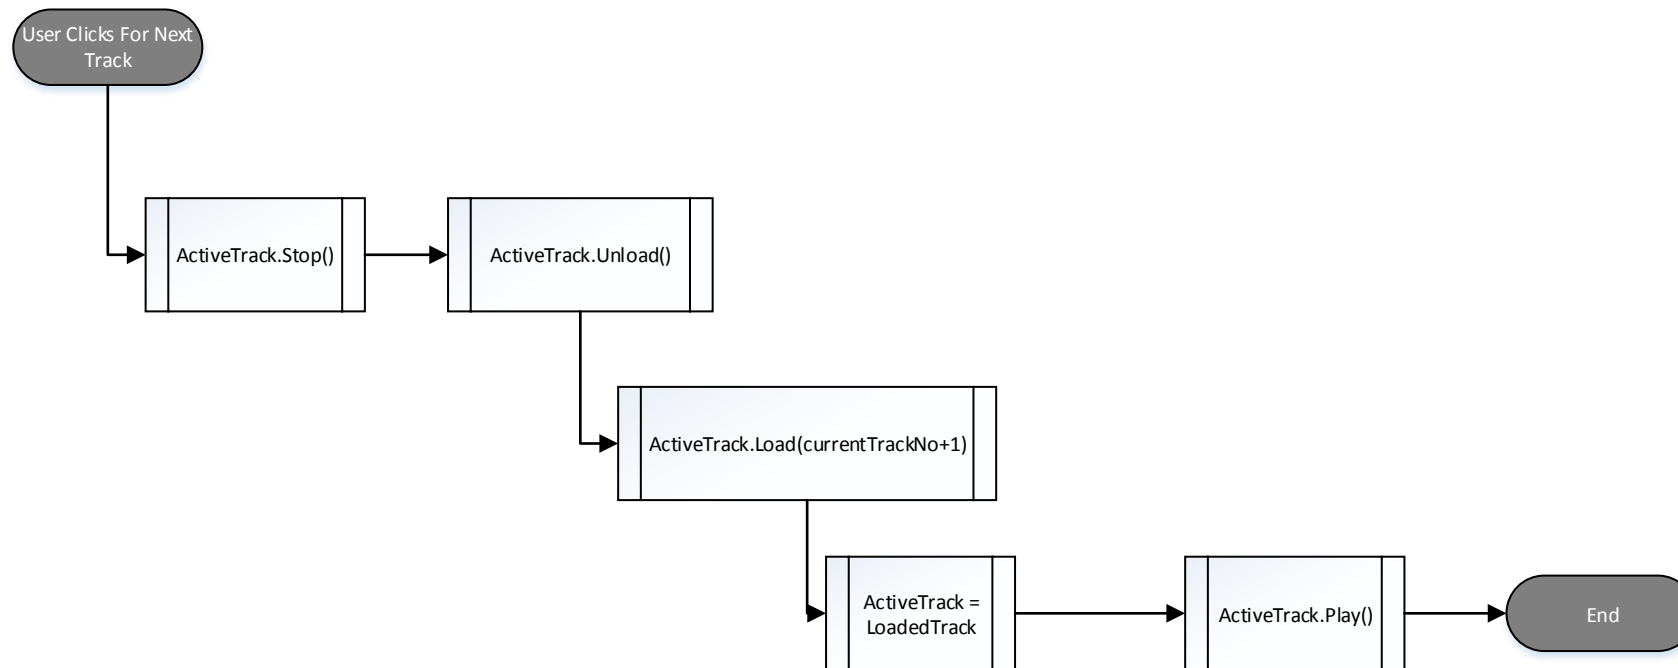 User Clicks For Next
Track
ActiveTrack.Stop()
ActiveTrack.Unload()
ActiveTrack.Load(currentTrackNo+1)
ActiveTrack =
LoadedTrack
ActiveTrack.Play()
End